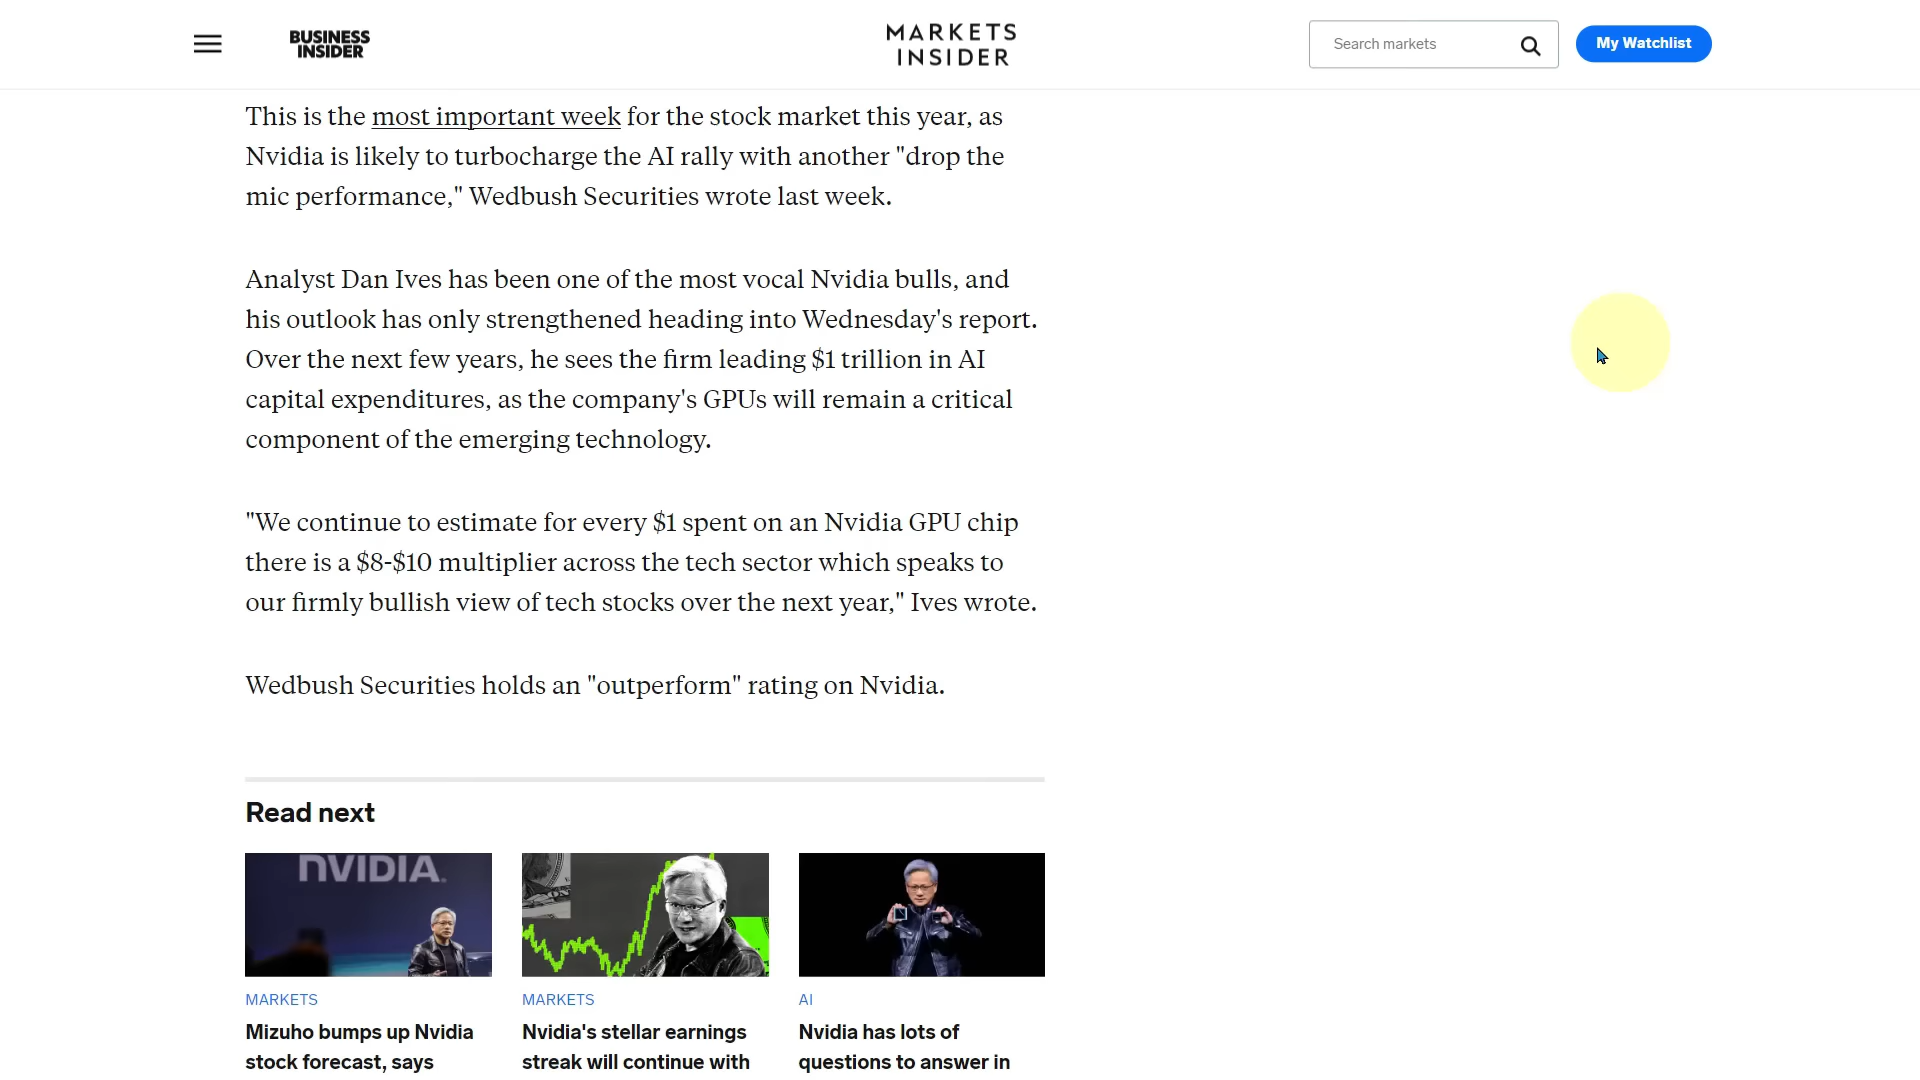 BUSINESS
INSIDER
MARKETS
INSIDER
Search markets
My Watchlist
This is the most important week for the stock market this year, as
Nvidia is likely to turbocharge the AI rally with another "drop the
mic performance," Wedbush Securities wrote last week.
Analyst Dan Ives has been one of the most vocal Nvidia bulls, and
his outlook has only strengthened heading into Wednesday's report.
Over the next few years, he sees the firm leading $1 trillion in AI
capital expenditures, as the company's GPUs will remain a critical
component of the emerging technology.
"We continue to estimate for every $1 spent on an Nvidia GPU chip
there is a $8-$10 multiplier across the tech sector which speaks to
our firmly bullish view of tech stocks over the next year," Ives wrote.
Wedbush Securities holds an "outperform" rating on Nvidia.
Read next
NVIDIA.
MARKETS
Mizuho bumps up Nvidia
stock forecast, says
MARKETS
Nvidia's stellar earnings
streak will continue with
AI
Nvidia has lots of
questions to answer in